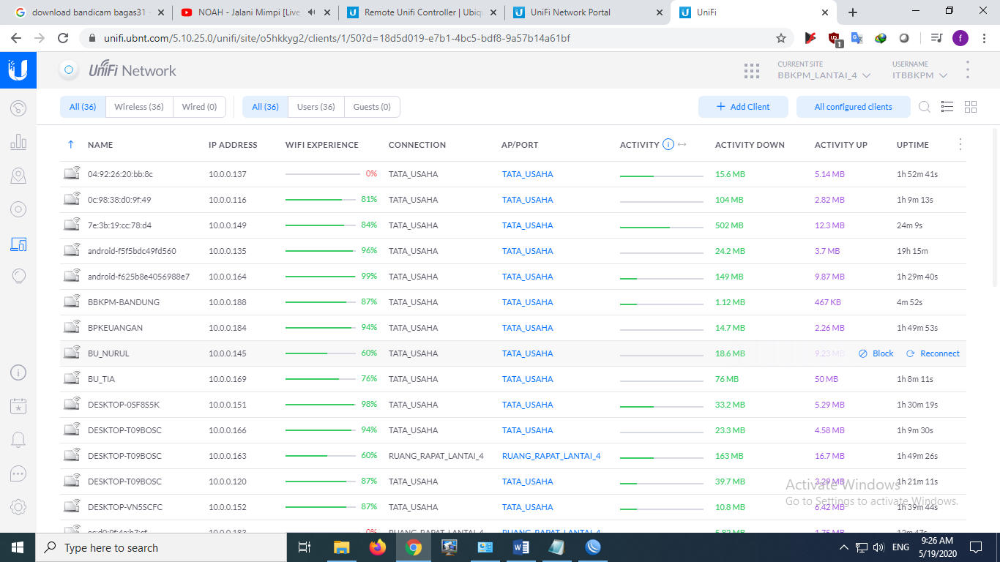 download bandicam bagas31 -
NOAH - Jalani Mimpi [Live
Remote Unifi Controller | Ubiqu
UniFi Network Portal
UniFi
unifi.ubnt.com/5.10.25.0/unifi/site/o5hkkyg2/clients/1/50?d=18d5d019-e7b1-4bc5-bdf8-9a57b14a61bf
1
f
UniFi Network
CURRENT SITE
BBKPM_LANTAI_4
USERNAME
ITBBKPM
All (36) Wireless (36) Wired (0) All (36) Users (36) Guests (0) + Add Client All configured clients
NAME IP ADDRESS WIFI EXPERIENCE CONNECTION AP/PORT ACTIVITY ACTIVITY DOWN ACTIVITY UP UPTIME
04:92:26:20:bb:8c 10.0.0.137 0% TATA_USAHA TATA_USAHA 15.6 MB 5.14 MB 1h 52m 41s
0c:98:38:d0:9f:49 10.0.0.116 81% TATA_USAHA TATA_USAHA 104 MB 2.82 MB 1h 9m 13s
7e:3b:19:cc:78:d4 10.0.0.149 84% TATA_USAHA TATA_USAHA 502 MB 12.3 MB 24m 9s
android-f5f5bdc49fd560 10.0.0.135 96% TATA_USAHA TATA_USAHA 24.2 MB 3.7 MB 19h 15m
android-f625b8e4056988e7 10.0.0.164 99% TATA_USAHA TATA_USAHA 149 MB 9.87 MB 1h 29m 40s
BBKPM-BANDUNG 10.0.0.188 87% TATA_USAHA TATA_USAHA 1.12 MB 467 KB 4m 52s
BPKEUANGAN 10.0.0.184 94% TATA_USAHA TATA_USAHA 14.7 MB 2.26 MB 1h 49m 53s
BU_NURUL 10.0.0.145 60% TATA_USAHA TATA_USAHA 18.6 MB 9.23 MB Block Reconnect
BU_TIA 10.0.0.169 76% TATA_USAHA TATA_USAHA 76 MB 50 MB 1h 8m 11s
DESKTOP-0SF8S5K 10.0.0.151 98% TATA_USAHA TATA_USAHA 33.2 MB 5.29 MB 1h 30m 19s
DESKTOP-T09BOSC 10.0.0.166 94% TATA_USAHA TATA_USAHA 23.3 MB 4.58 MB 1h 9m 30s
DESKTOP-T09BOSC 10.0.0.163 60% RUANG_RAPAT_LANTAI_4 RUANG_RAPAT_LANTAI_4 163 MB 16.7 MB 1h 49m 26s
DESKTOP-T09BOSC 10.0.0.120 87% TATA_USAHA TATA_USAHA 39.7 MB 3.29 MB 1h 21m 11s
DESKTOP-VN5SCFC 10.0.0.152 87% TATA_USAHA TATA_USAHA 10.8 MB 6.42 MB 1h 39m 44s
10.0.0.183 0% RUANG_RAPAT_LANTAI_4 RUANG_RAPAT_LANTAI_4 5.82 MB 1.75 MB 12m 47s
Activate Windows
Go to Settings to activate Windows.
Type here to search
ENG
9:26 AM
5/19/2020